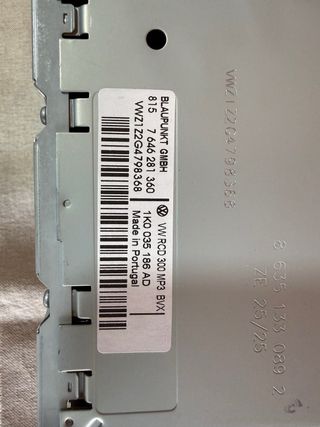 BLAUPUNKT GMBH
815 7 646 281 360
VWZ1Z2G4798368
VW RCD 300 MP3 BVX
1K0 035 186 AD
Made in Portugal
VWZ1Z2G4798368
8 635 133 089 2
ZE 25/25